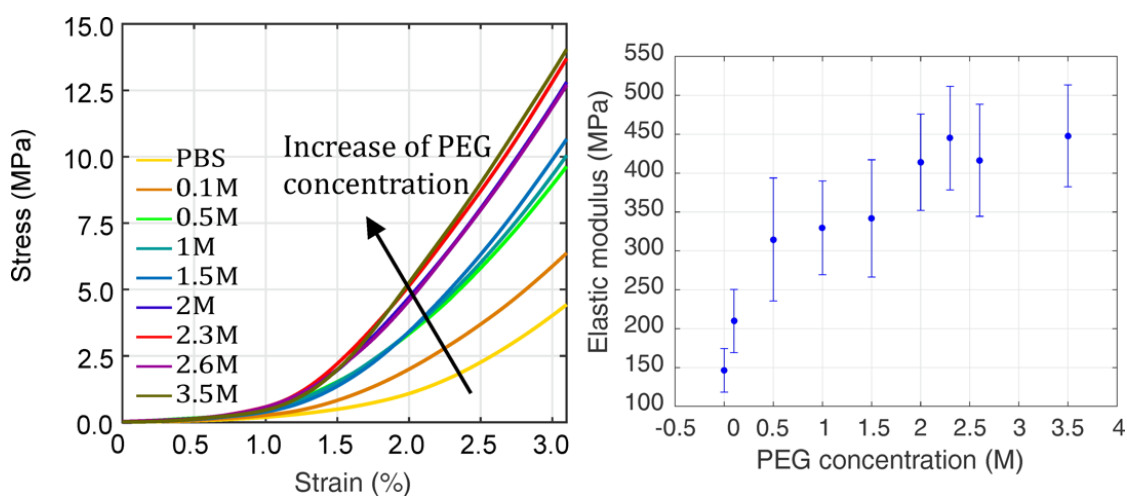 15.0
12.5
10.0
7.5
5.0
2.5
0.0
Stress (MPa)
PBS
0.1M
0.5M
1M
1.5M
2M
2.3M
2.6M
3.5M
Increase of PEG
concentration
0 0.5 1.0 1.5 2.0 2.5 3.0
Strain (%)
550
500
450
400
350
300
250
200
150
100
Elastic modulus (MPa)
-0.5 0 0.5 1 1.5 2 2.5 3 3.5 4
PEG concentration (M)